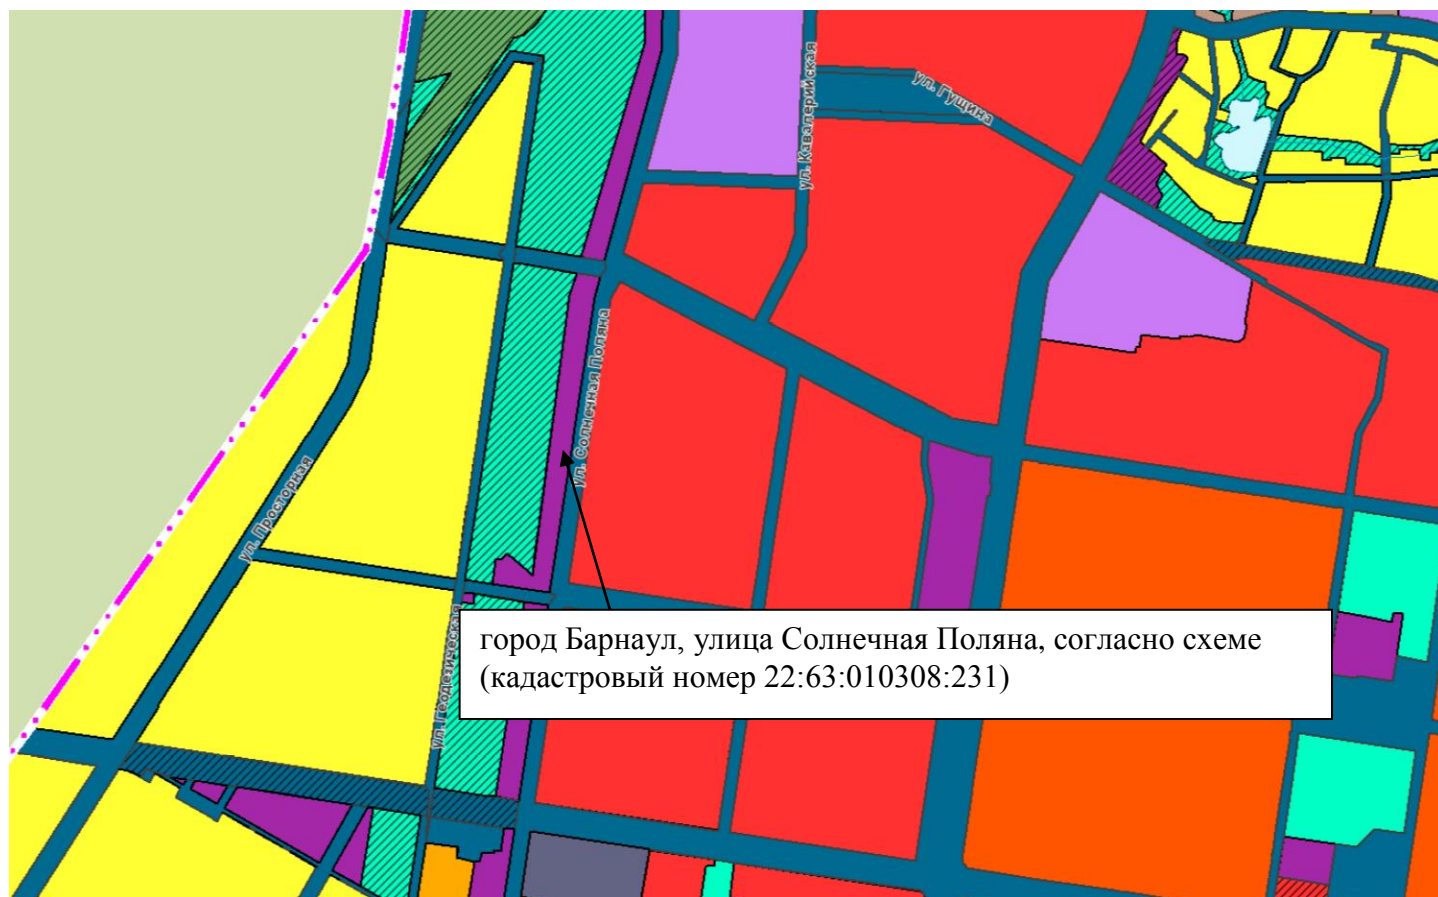 ул. Кавалерийская
ул. Гущина
ул. Солнечная Поляна
ул. Просторная
ул. Геодезическая
город Барнаул, улица Солнечная Поляна, согласно схеме
(кадастровый номер 22:63:010308:231)